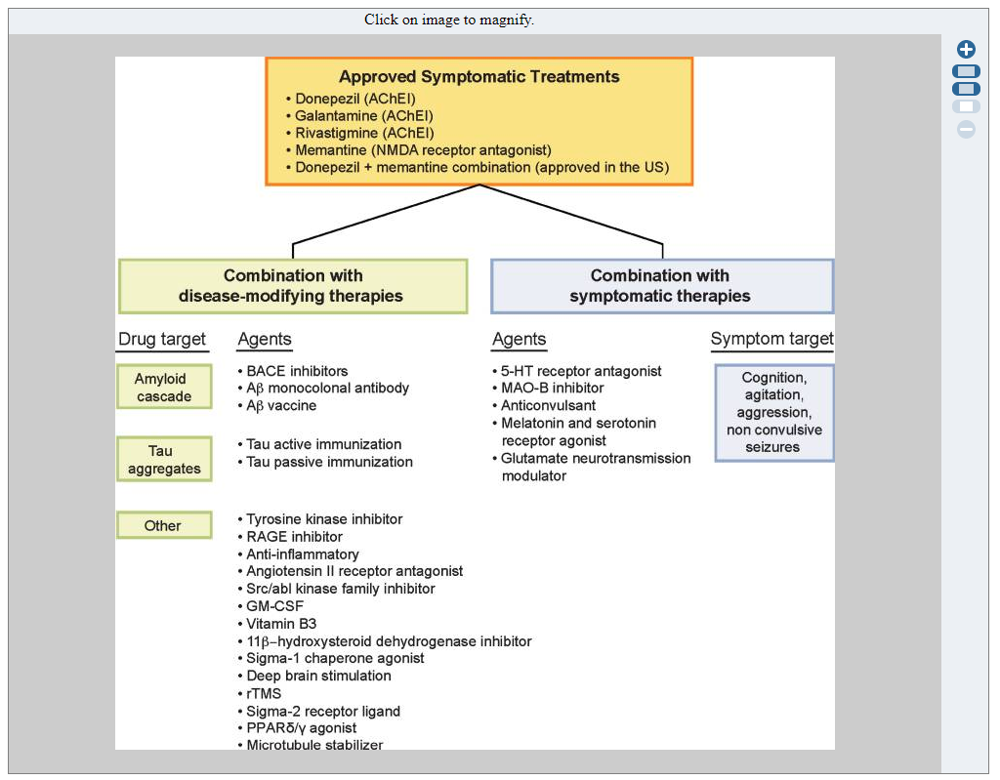 Click on image to magnify.
Approved Symptomatic Treatments
• Donepezil (AChEI)
• Galantamine (AChEI)
• Rivastigmine (AChEI)
• Memantine (NMDA receptor antagonist)
• Donepezil + memantine combination (approved in the US)
Combination with
disease-modifying therapies
Drug target
Agents
Amyloid
cascade
• BACE inhibitors
• Aβ monocolonal antibody
• Aβ vaccine
Tau
aggregates
• Tau active immunization
• Tau passive immunization
Other
• Tyrosine kinase inhibitor
• RAGE inhibitor
• Anti-inflammatory
• Angiotensin II receptor antagonist
• Src/abl kinase family inhibitor
• GM-CSF
• Vitamin B3
• 11β–hydroxysteroid dehydrogenase inhibitor
• Sigma-1 chaperone agonist
• Deep brain stimulation
• rTMS
• Sigma-2 receptor ligand
• PPARδ/γ agonist
• Microtubule stabilizer
Combination with
symptomatic therapies
Agents
Symptom target
• 5-HT receptor antagonist
• MAO-B inhibitor
• Anticonvulsant
• Melatonin and serotonin
receptor agonist
• Glutamate neurotransmission
modulator
Cognition,
agitation,
aggression,
non convulsive
seizures